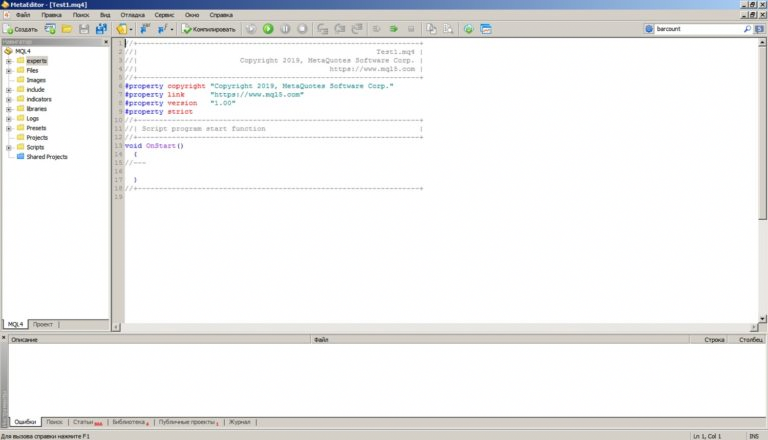 MetaEditor - [Test1.mq4]
Файл Правка Поиск Вид Отладка Сервис Окно Справка
Создать Компилировать barcount
Навигатор
MQL4
experts
Files
Images
include
indicators
libraries
Logs
Presets
Projects
Scripts
Shared Projects
MQL4 Проект
1 //+------------------------------------------------------------------+
2 //| Test1.mq4 |
3 //| Copyright 2019, MetaQuotes Software Corp. |
4 //| https://www.mql5.com |
5 //+------------------------------------------------------------------+
6 #property copyright "Copyright 2019, MetaQuotes Software Corp."
7 #property link "https://www.mql5.com"
8 #property version "1.00"
9 #property strict
10 //+------------------------------------------------------------------+
11 //| Script program start function |
12 //+------------------------------------------------------------------+
13 void OnStart()
14 {
15 //---
16
17 }
18 //+------------------------------------------------------------------+
19
Описание Файл Строка Столбец
Ошибки Поиск Статьи Библиотека Публичные проекты Журнал
Для вызова справки нажмите F1 Ln 1, Col 1 INS